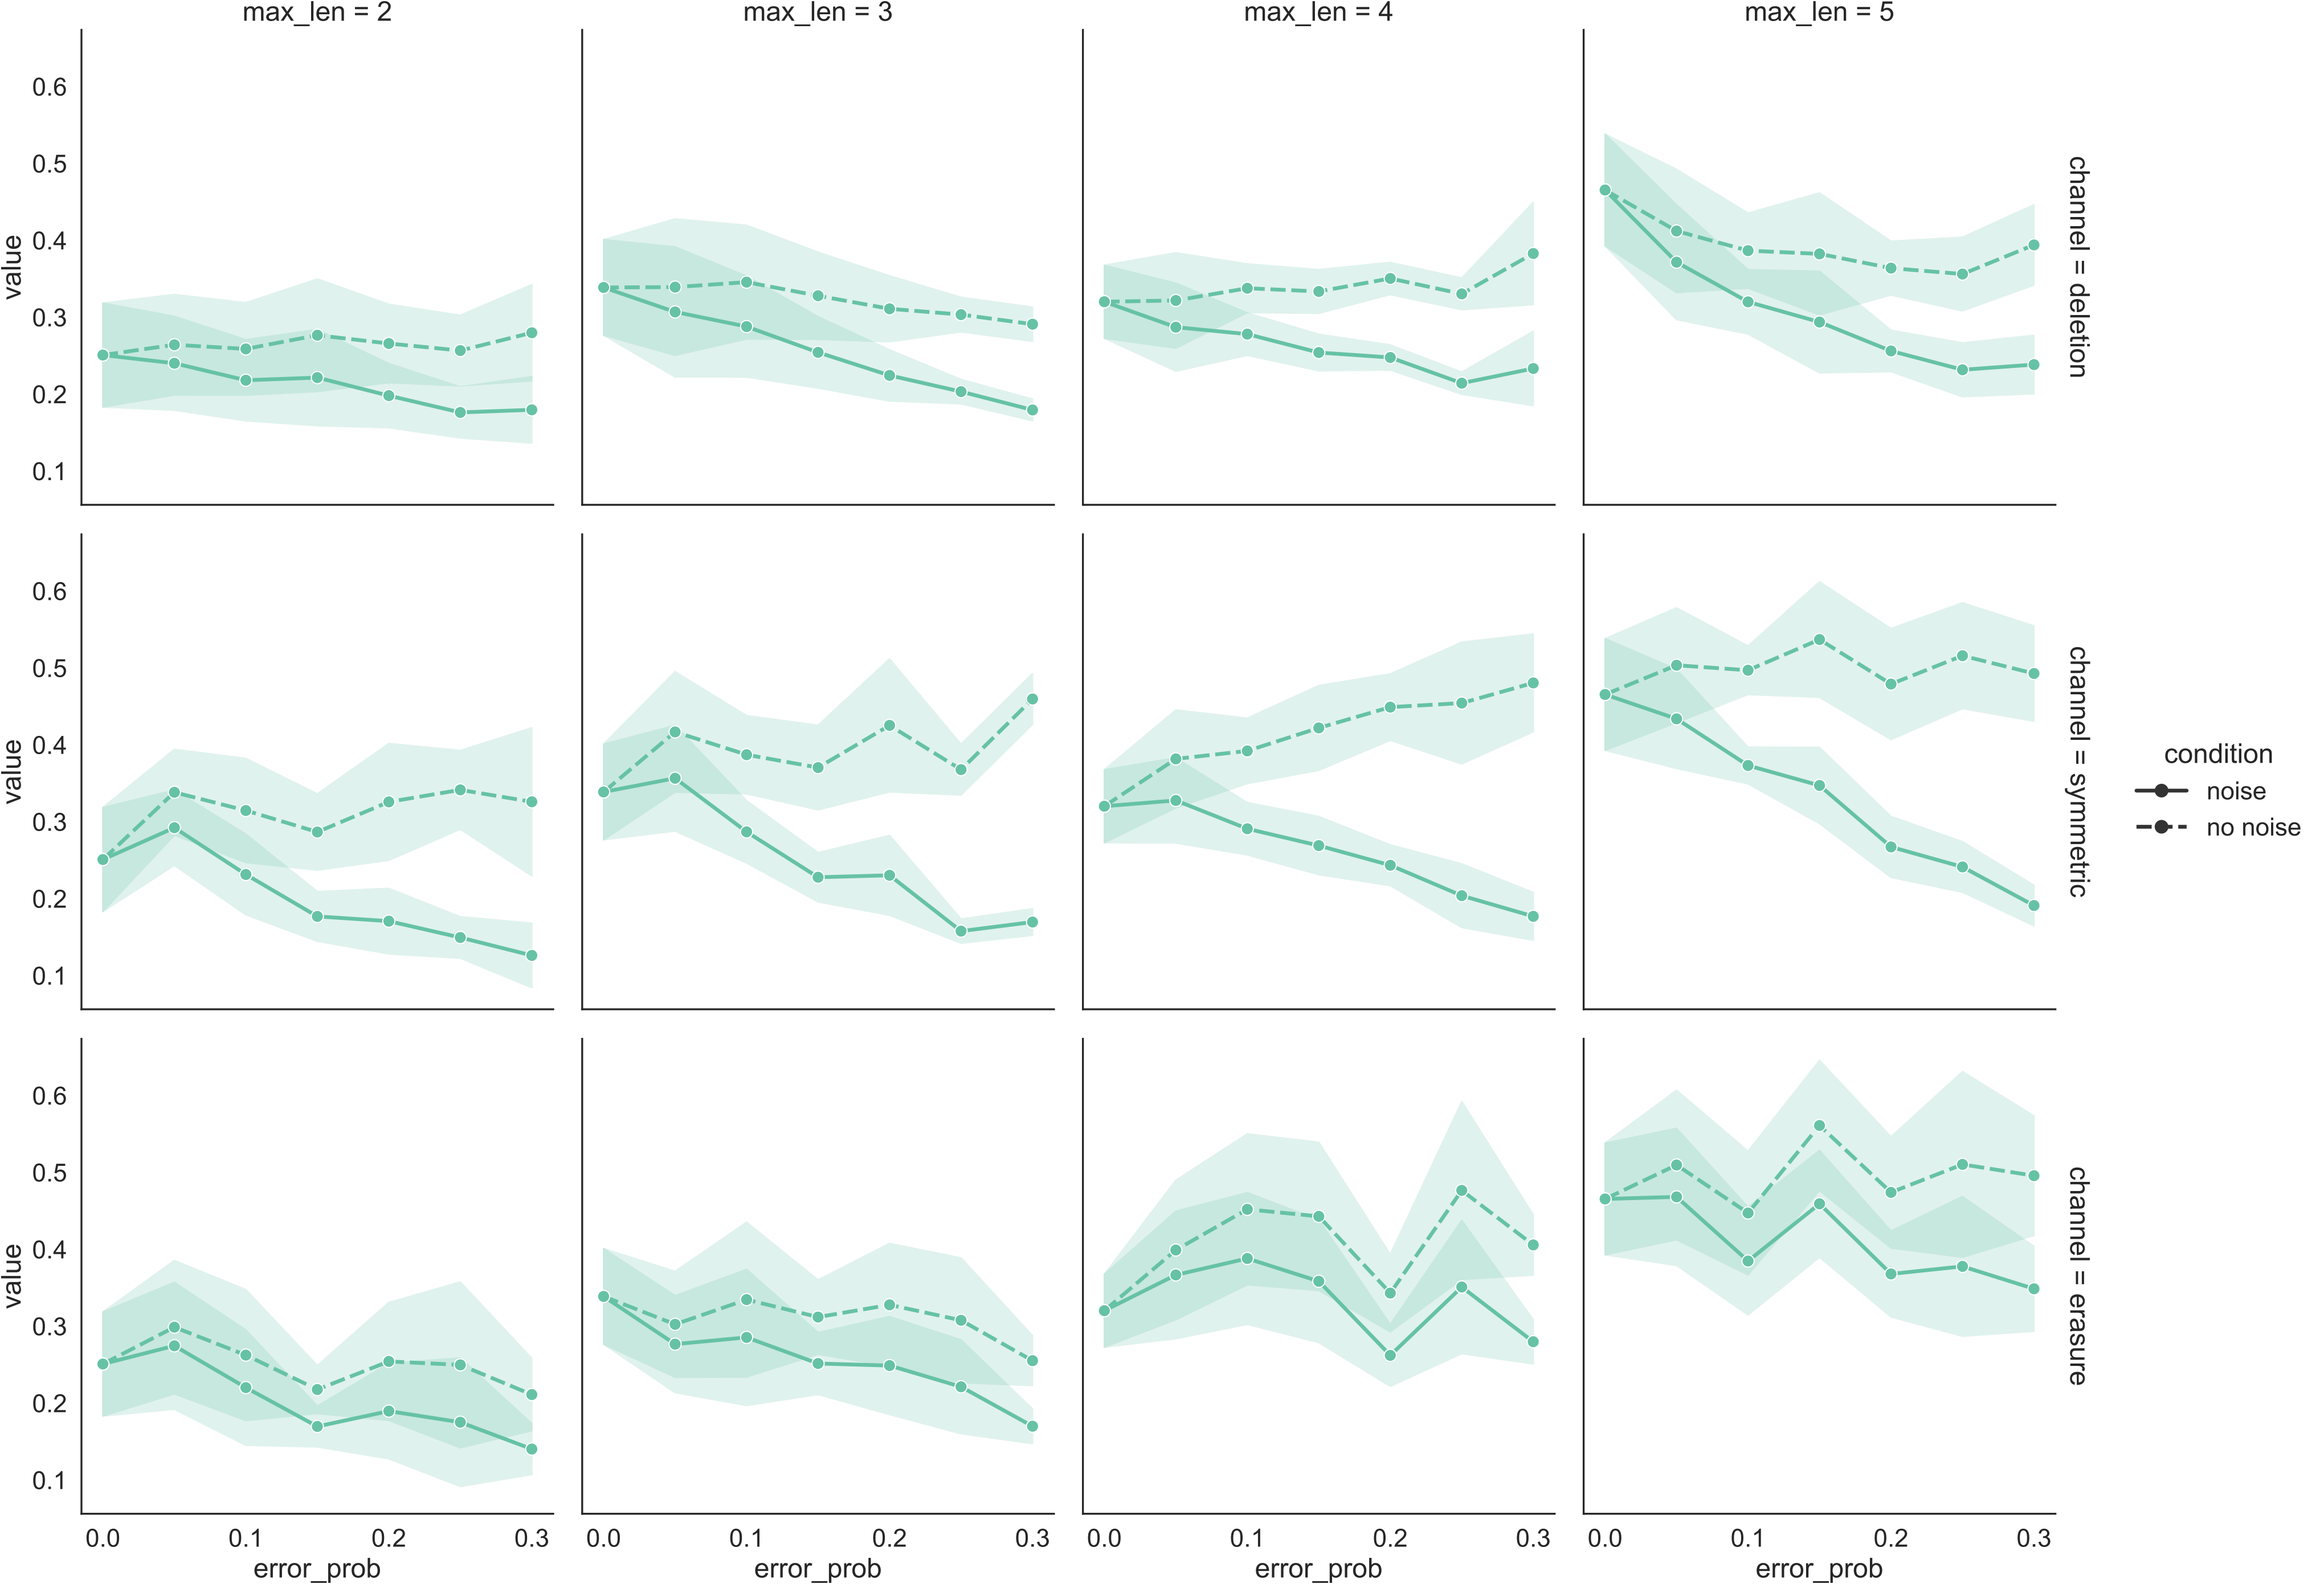 max_len = 2
max_len = 3
max_len = 4
max_len = 5
0.6
0.5
0.4
0.3
0.2
0.1
value
channel = deletion
0.6
0.5
0.4
0.3
0.2
0.1
value
channel = symmetric
condition
noise
no noise
0.6
0.5
0.4
0.3
0.2
0.1
value
channel = erasure
0.0 0.1 0.2 0.3
error_prob
0.0 0.1 0.2 0.3
error_prob
0.0 0.1 0.2 0.3
error_prob
0.0 0.1 0.2 0.3
error_prob